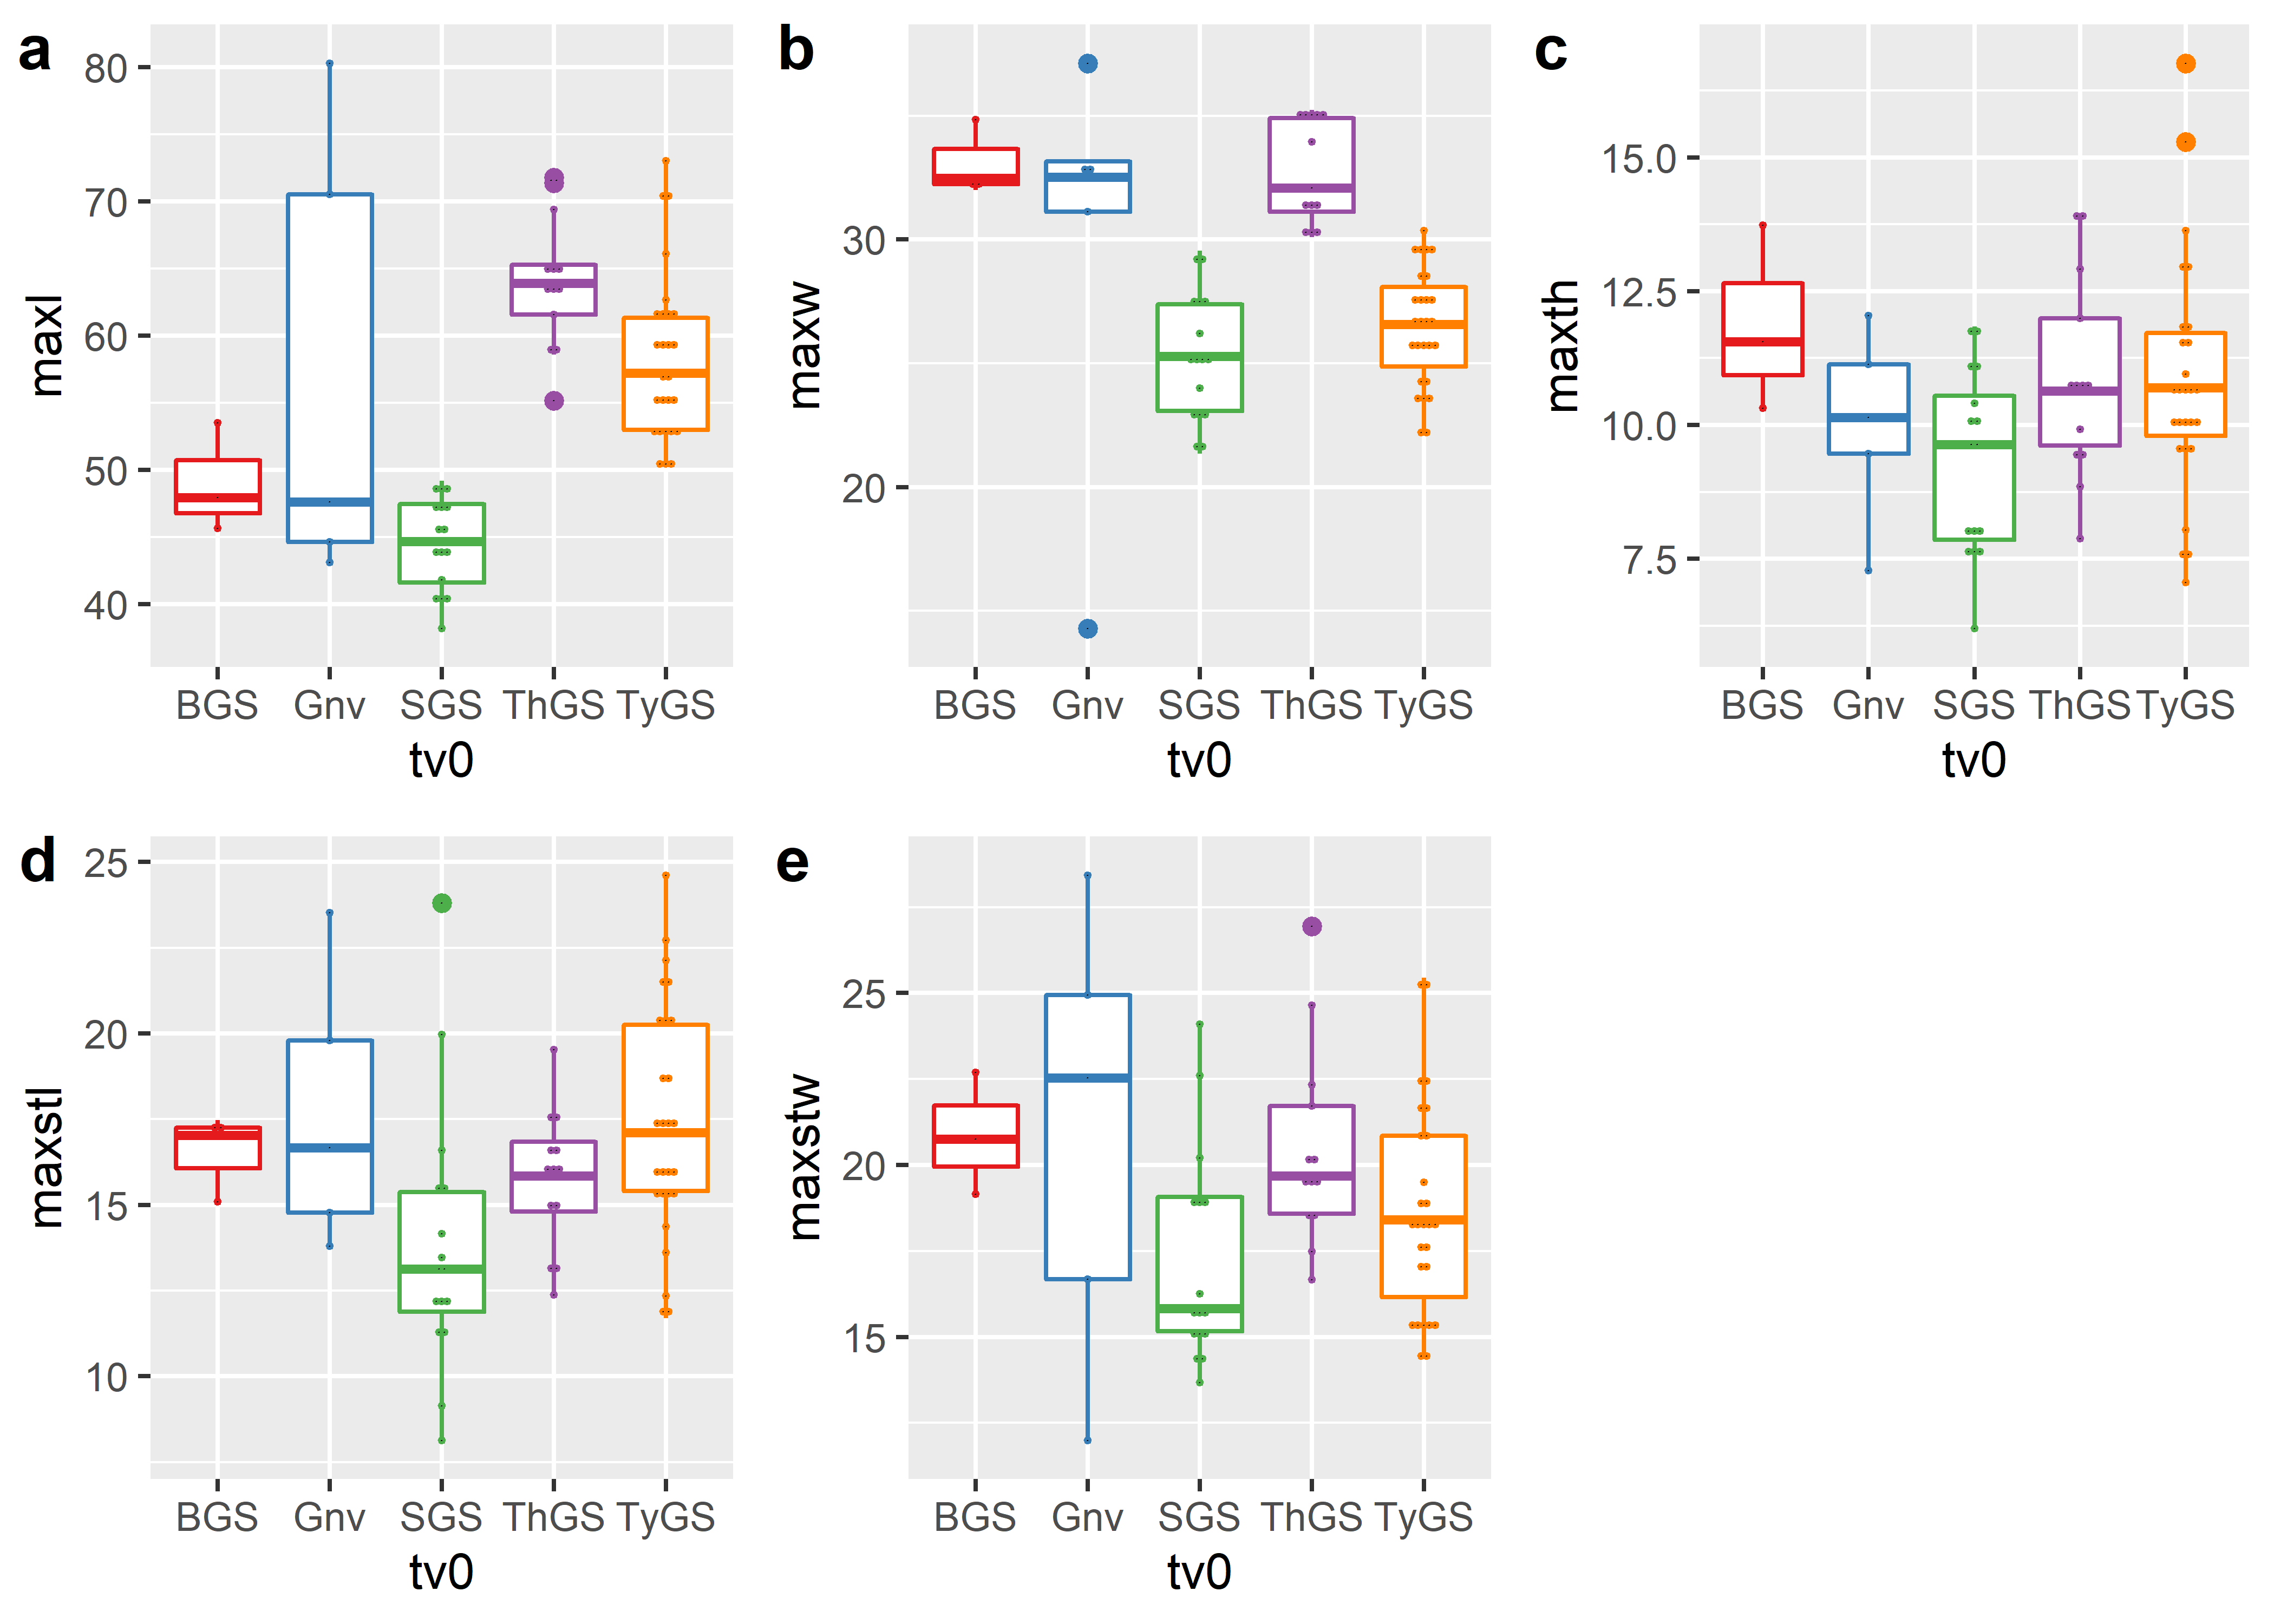 a
maxl
80
70
60
50
40
BGS Gnv SGS ThGS TyGS
tv0
b
maxw
30
20
BGS Gnv SGS ThGS TyGS
tv0
c
maxth
15.0
12.5
10.0
7.5
BGS Gnv SGS ThGS TyGS
tv0
d
maxstl
25
20
15
10
BGS Gnv SGS ThGS TyGS
tv0
e
maxstw
25
20
15
BGS Gnv SGS ThGS TyGS
tv0